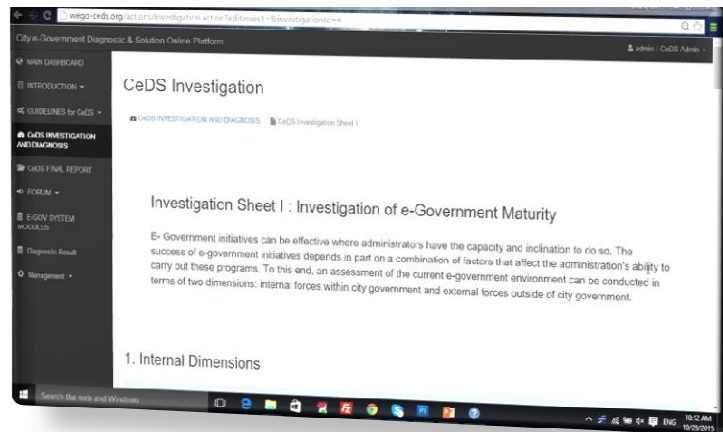 wego-ceds.org/actors/investigation.actor?editmas1=&investigationId=4
City e-Government Diagnostic & Solution Online Platform
admin / CeDS Admin
MAIN DASHBOARD
INTRODUCTION
GUIDELINES for CeDS
CeDS INVESTIGATION
AND DIAGNOSIS
CeDS FINAL REPORT
FORUM
E-GOV SYSTEM
MODULES
Diagnostic Result
Management
CeDS Investigation
CeDS INVESTIGATION AND DIAGNOSIS CeDS Investigation Sheet I
Investigation Sheet I : Investigation of e-Government Maturity
E- Government initiatives can be effective where administrators have the capacity and inclination to do so. The
success of e-government initiatives depends in part on a combination of factors that affect the administration's ability to
carry out these programs. To this end, an assessment of the current e-government environment can be conducted in
terms of two dimensions: internal forces within city government and external forces outside of city government.
1. Internal Dimensions
Search the web and Windows
ENG
10:12 AM
10/25/2015